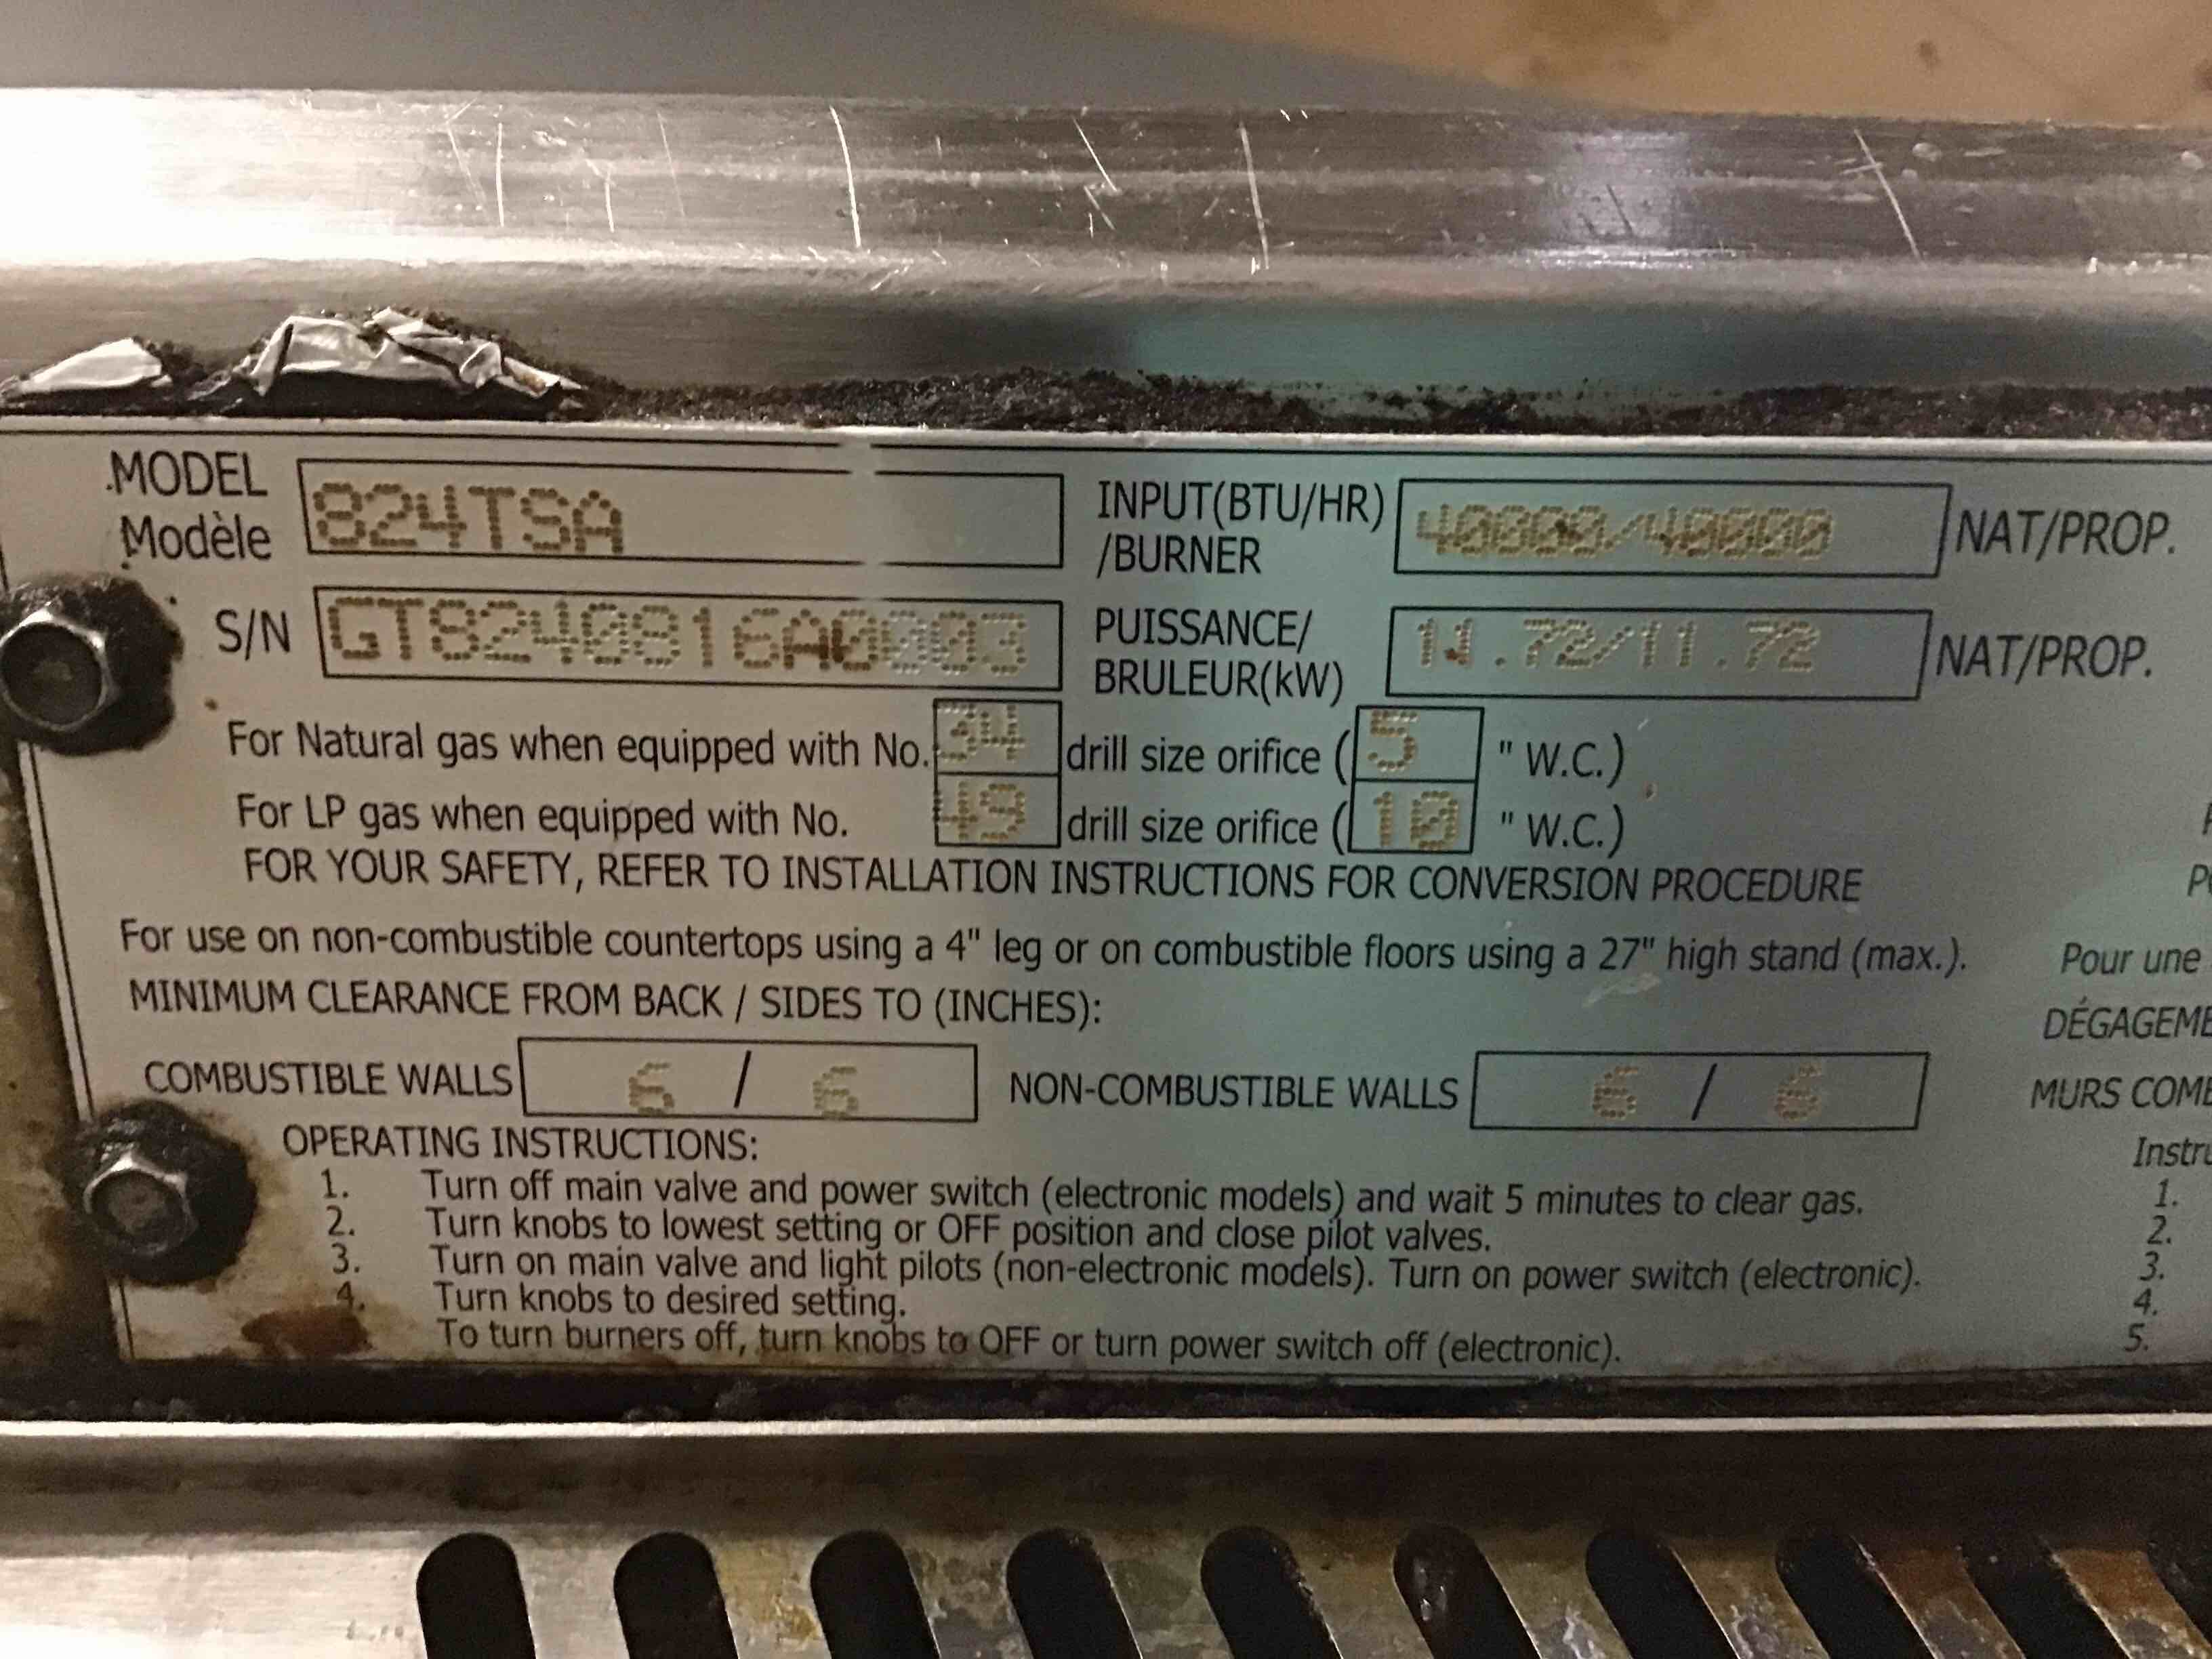 MODEL 824TSA INPUT(BTU/HR) 40000/40000 NAT/PROP.
Modèle /BURNER
S/N GT8240816A0003 PUISSANCE/ 11.72/11.72 NAT/PROP.
BRULEUR(kW)
For Natural gas when equipped with No. 34 drill size orifice ( 5 " W.C.)
For LP gas when equipped with No. 49 drill size orifice ( 10 " W.C.)
FOR YOUR SAFETY, REFER TO INSTALLATION INSTRUCTIONS FOR CONVERSION PROCEDURE
For use on non-combustible countertops using a 4" leg or on combustible floors using a 27" high stand (max.). Pour une
MINIMUM CLEARANCE FROM BACK / SIDES TO (INCHES):
COMBUSTIBLE WALLS 6 / 6 NON-COMBUSTIBLE WALLS 6 / 6 MURS
OPERATING INSTRUCTIONS:
1. Turn off main valve and power switch (electronic models) and wait 5 minutes to clear gas. 1.
2. Turn knobs to lowest setting or OFF position and close pilot valves. 2.
3. Turn on main valve and light pilots (non-electronic models). Turn on power switch (electronic). 3.
4. Turn knobs to desired setting. 4.
To turn burners off, turn knobs to OFF or turn power switch off (electronic). 5.